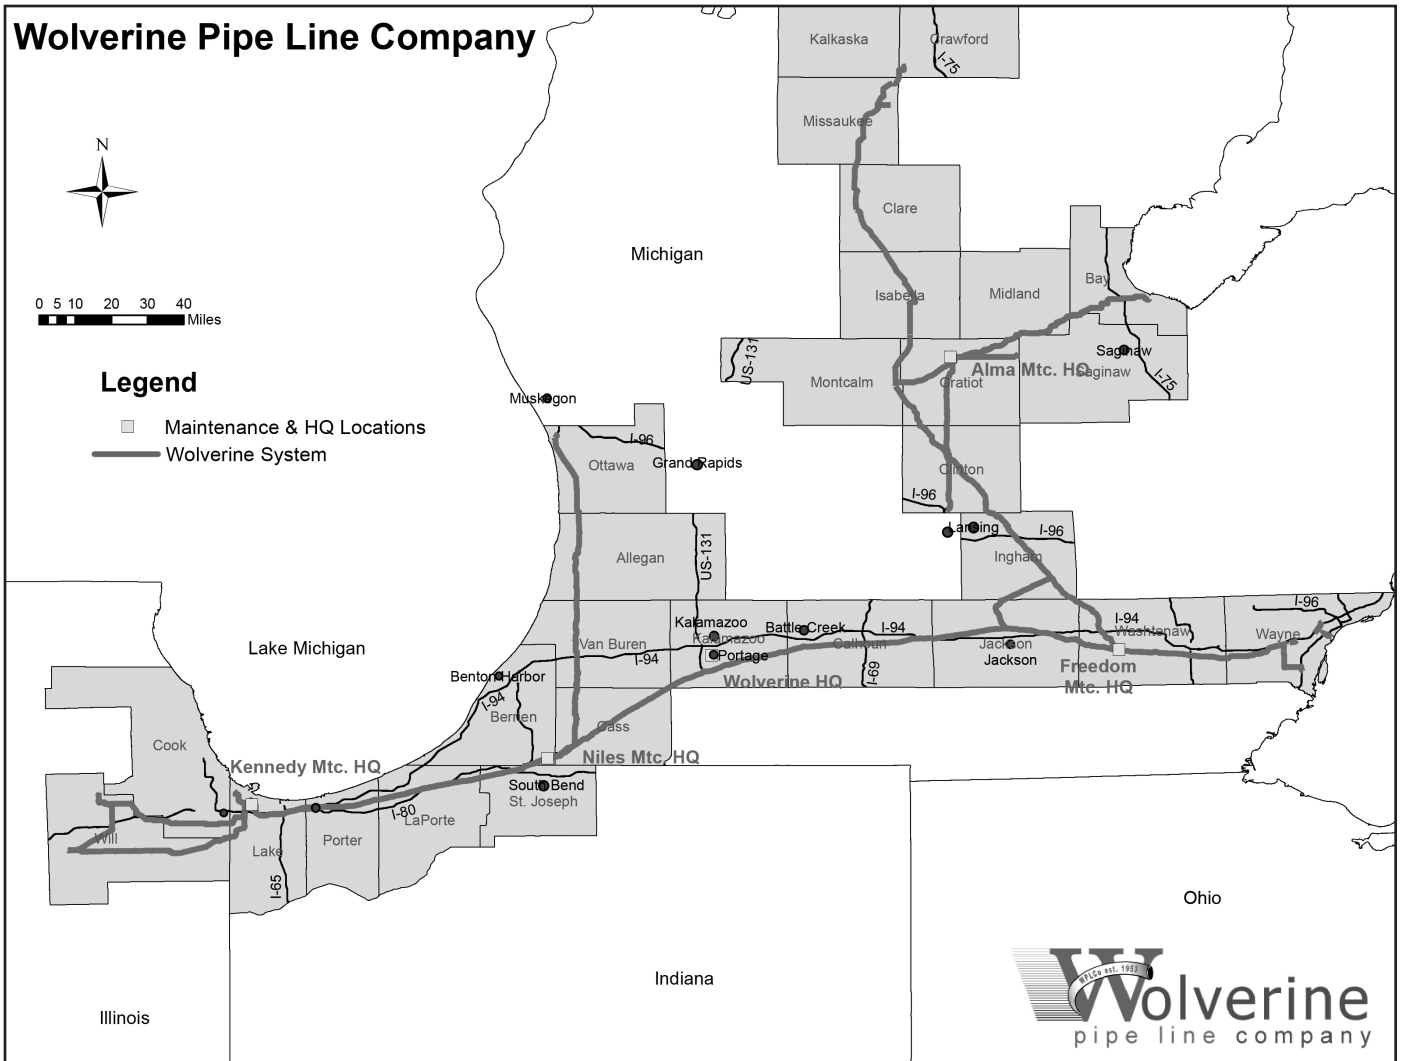 Wolverine Pipe Line Company
Kalkaska
Crawford
I-75
N
Missaukee
Clare
Michigan
Bay
Isabella
Midland
0 5 10 20 30 40
Miles
US-131
Saginaw
Alma Mtc. HQ
Saginaw
I-75
Legend
Montcalm
Gratiot
Muskegon
Maintenance & HQ Locations
Wolverine System
I-96
Ottawa
Grand Rapids
Clinton
I-96
Lansing
I-96
Allegan
US-131
Ingham
I-96
Kalamazoo
Battle Creek
I-94
I-94
Kalamazoo
Washtenaw
Wayne
Lake Michigan
Van Buren
Calhoun
Jackson
I-94
Portage
Jackson
Freedom
Mtc. HQ
Benton Harbor
Wolverine HQ
I-69
I-94
Berrien
Cass
Cook
Niles Mtc. HQ
Kennedy Mtc. HQ
South Bend
St. Joseph
I-80
LaPorte
Will
Lake
Porter
I-65
Ohio
Indiana
Illinois
WPLCo est. 1953
Wolverine
pipe line company